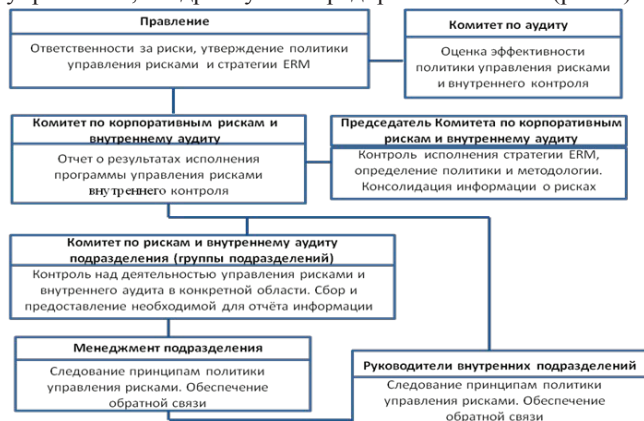 Правление
Ответственности за риски, утверждение политики
управления рисками и стратегии ERM
Комитет по аудиту
Оценка эффективности
политики управления рисками
и внутреннего контроля
Комитет по корпоративным рискам и
внутреннему аудиту
Отчет о результатах исполнения
программы управления рисками
внутреннего контроля
Председатель Комитета по корпоративным
рискам и внутреннему аудиту
Контроль исполнения стратегии ERM,
определение политики и методологии.
Консолидация информации о рисках
Комитет по рискам и внутреннему аудиту
подразделения (группы подразделений)
Контроль над деятельностью управления рисками и
внутреннего аудита в конкретной области. Сбор и
предоставление необходимой для отчёта информации
Менеджмент подразделения
Следование принципам политики
управления рисками. Обеспечение
обратной связи
Руководители внутренних подразделений
Следование принципам политики
управления рисками. Обеспечение
обратной связи